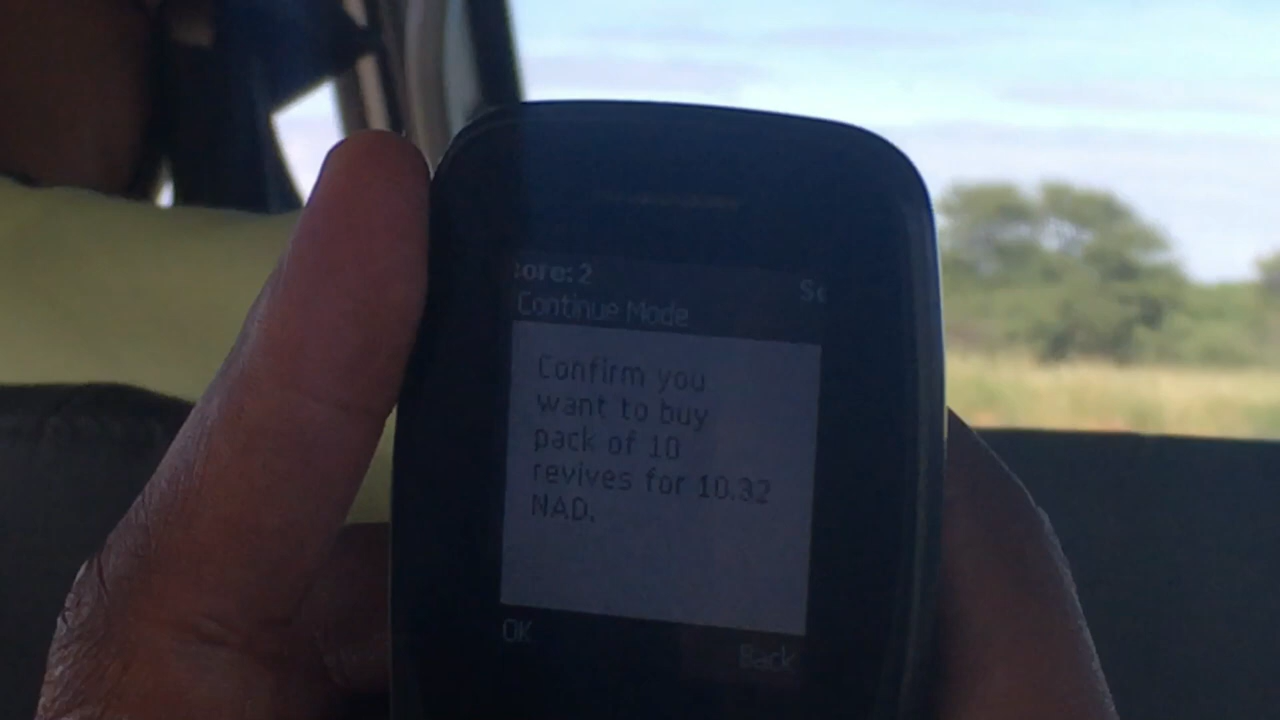 :ore:2 Sc
Continue Mode
Confirm you
want to buy
pack of 10
revives for 10.32
NAD.
OK Back